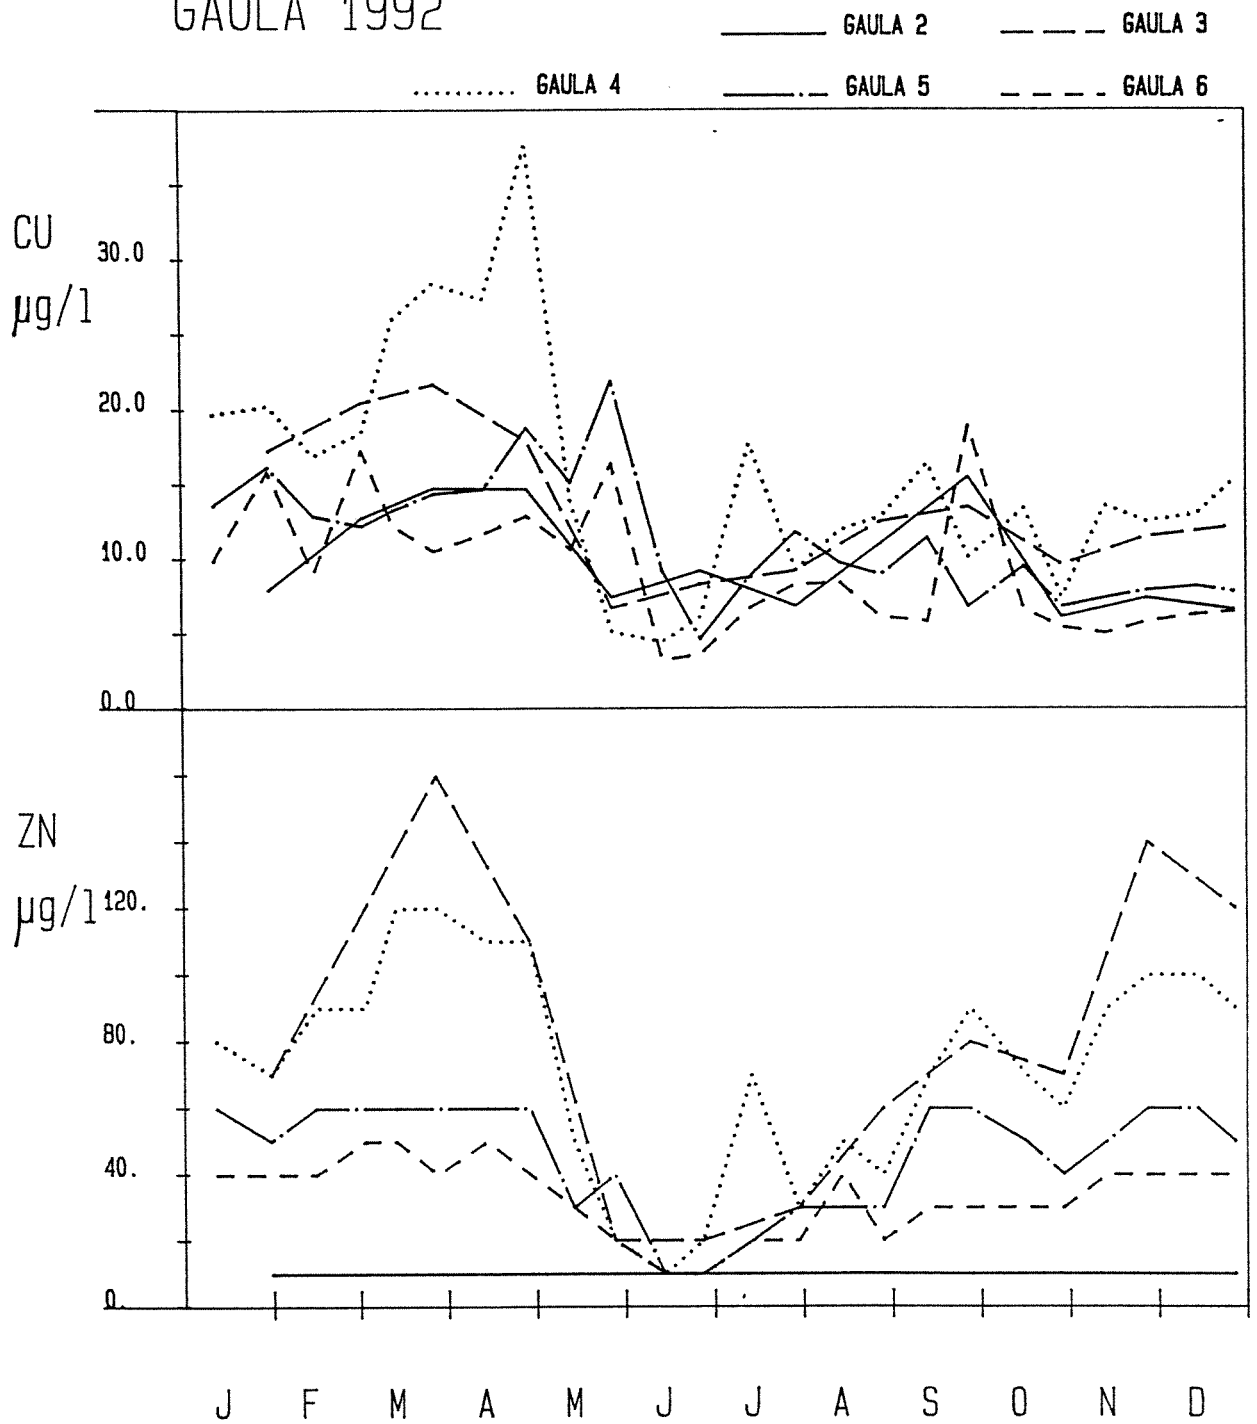 GAULA 1992
GAULA 2 GAULA 3
GAULA 4 GAULA 5 GAULA 6
CU
µg/l
30.0
20.0
10.0
0.0
ZN
µg/l
120.
80.
40.
0.
J F M A M J J A S O N D